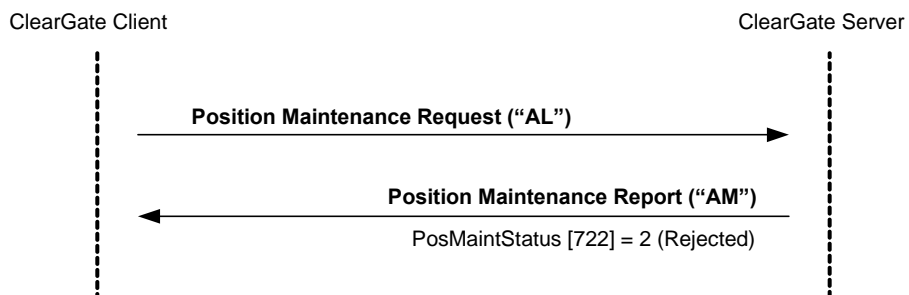 ClearGate Client
ClearGate Server
Position Maintenance Request (“AL”)
Position Maintenance Report (“AM”)
PosMaintStatus [722] = 2 (Rejected)